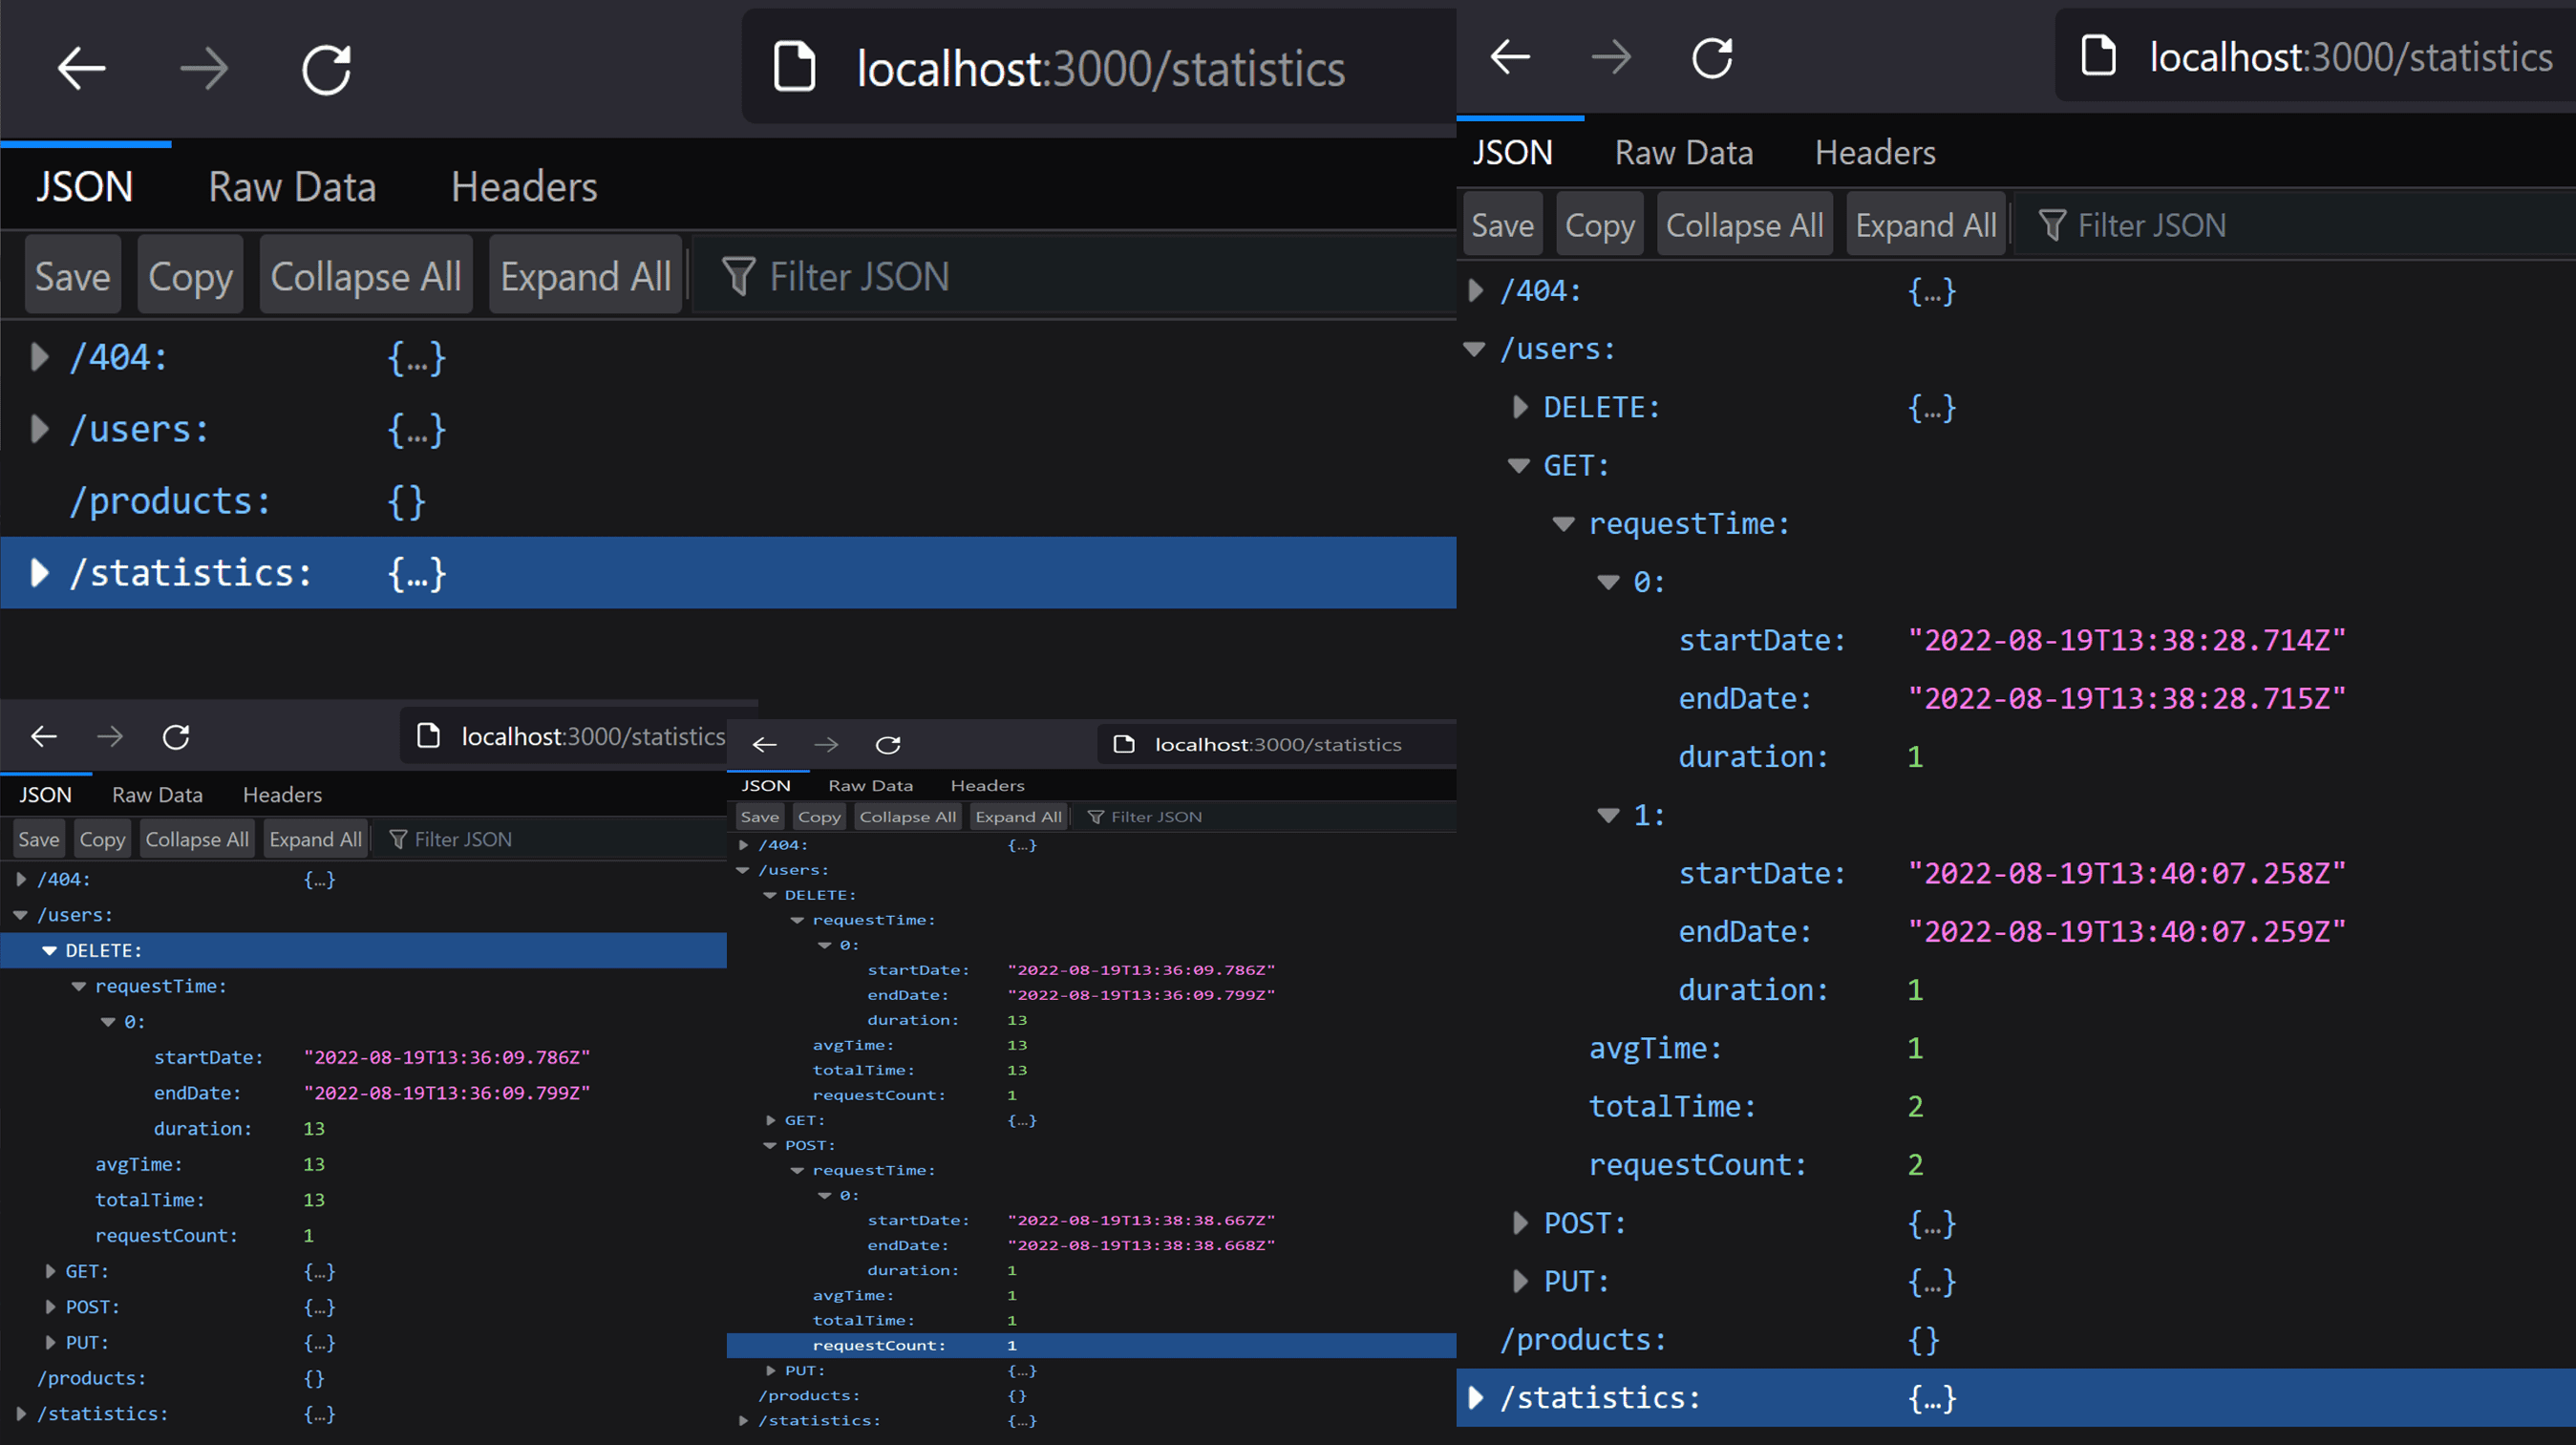 localhost:3000/statistics
JSON Raw Data Headers
Save Copy Collapse All Expand All Filter JSON
/404: {…}
/users: {…}
/products: {}
/statistics: {…}
localhost:3000/statistics
JSON Raw Data Headers
Save Copy Collapse All Expand All Filter JSON
/404: {…}
/users:
DELETE:
requestTime:
0:
startDate: "2022-08-19T13:36:09.786Z"
endDate: "2022-08-19T13:36:09.799Z"
duration: 13
avgTime: 13
totalTime: 13
requestCount: 1
GET: {…}
POST: {…}
PUT: {…}
/products: {}
/statistics: {…}
localhost:3000/statistics
JSON Raw Data Headers
Save Copy Collapse All Expand All Filter JSON
/404: {…}
/users:
DELETE:
requestTime:
0:
startDate: "2022-08-19T13:36:09.786Z"
endDate: "2022-08-19T13:36:09.799Z"
duration: 13
avgTime: 13
totalTime: 13
requestCount: 1
GET: {…}
POST:
requestTime:
0:
startDate: "2022-08-19T13:38:38.667Z"
endDate: "2022-08-19T13:38:38.668Z"
duration: 1
avgTime: 1
totalTime: 1
requestCount: 1
PUT: {…}
/products: {}
/statistics: {…}
localhost:3000/statistics
JSON Raw Data Headers
Save Copy Collapse All Expand All Filter JSON
/404: {…}
/users:
DELETE: {…}
GET:
requestTime:
0:
startDate: "2022-08-19T13:38:28.714Z"
endDate: "2022-08-19T13:38:28.715Z"
duration: 1
1:
startDate: "2022-08-19T13:40:07.258Z"
endDate: "2022-08-19T13:40:07.259Z"
duration: 1
avgTime: 1
totalTime: 2
requestCount: 2
POST: {…}
PUT: {…}
/products: {}
/statistics: {…}